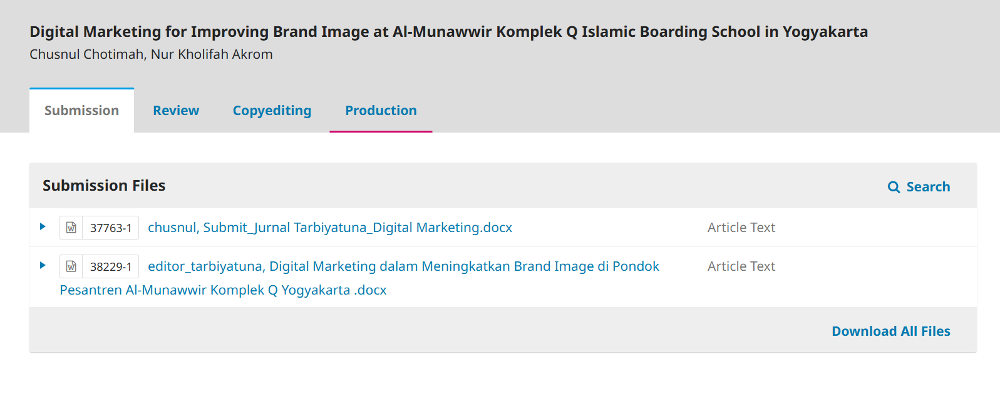 Digital Marketing for Improving Brand Image at Al-Munawwir Komplek Q Islamic Boarding School in Yogyakarta
Chusnul Chotimah, Nur Kholifah Akrom
Submission Review Copyediting Production
Submission Files Search
37763-1 chusnul, Submit_Jurnal Tarbiyatuna_Digital Marketing.docx Article Text
38229-1 editor_tarbiyatuna, Digital Marketing dalam Meningkatkan Brand Image di Pondok Article Text
Pesantren Al-Munawwir Komplek Q Yogyakarta .docx
Download All Files